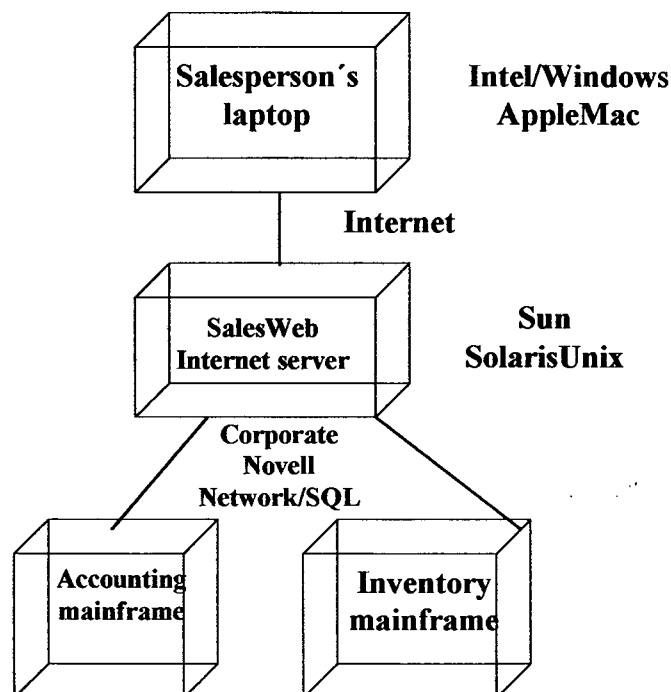 Salesperson´s
laptop
Intel/Windows
AppleMac
Internet
SalesWeb
Internet server
Sun
SolarisUnix
Corporate
Novell
Network/SQL
Accounting
mainframe
Inventory
mainframe